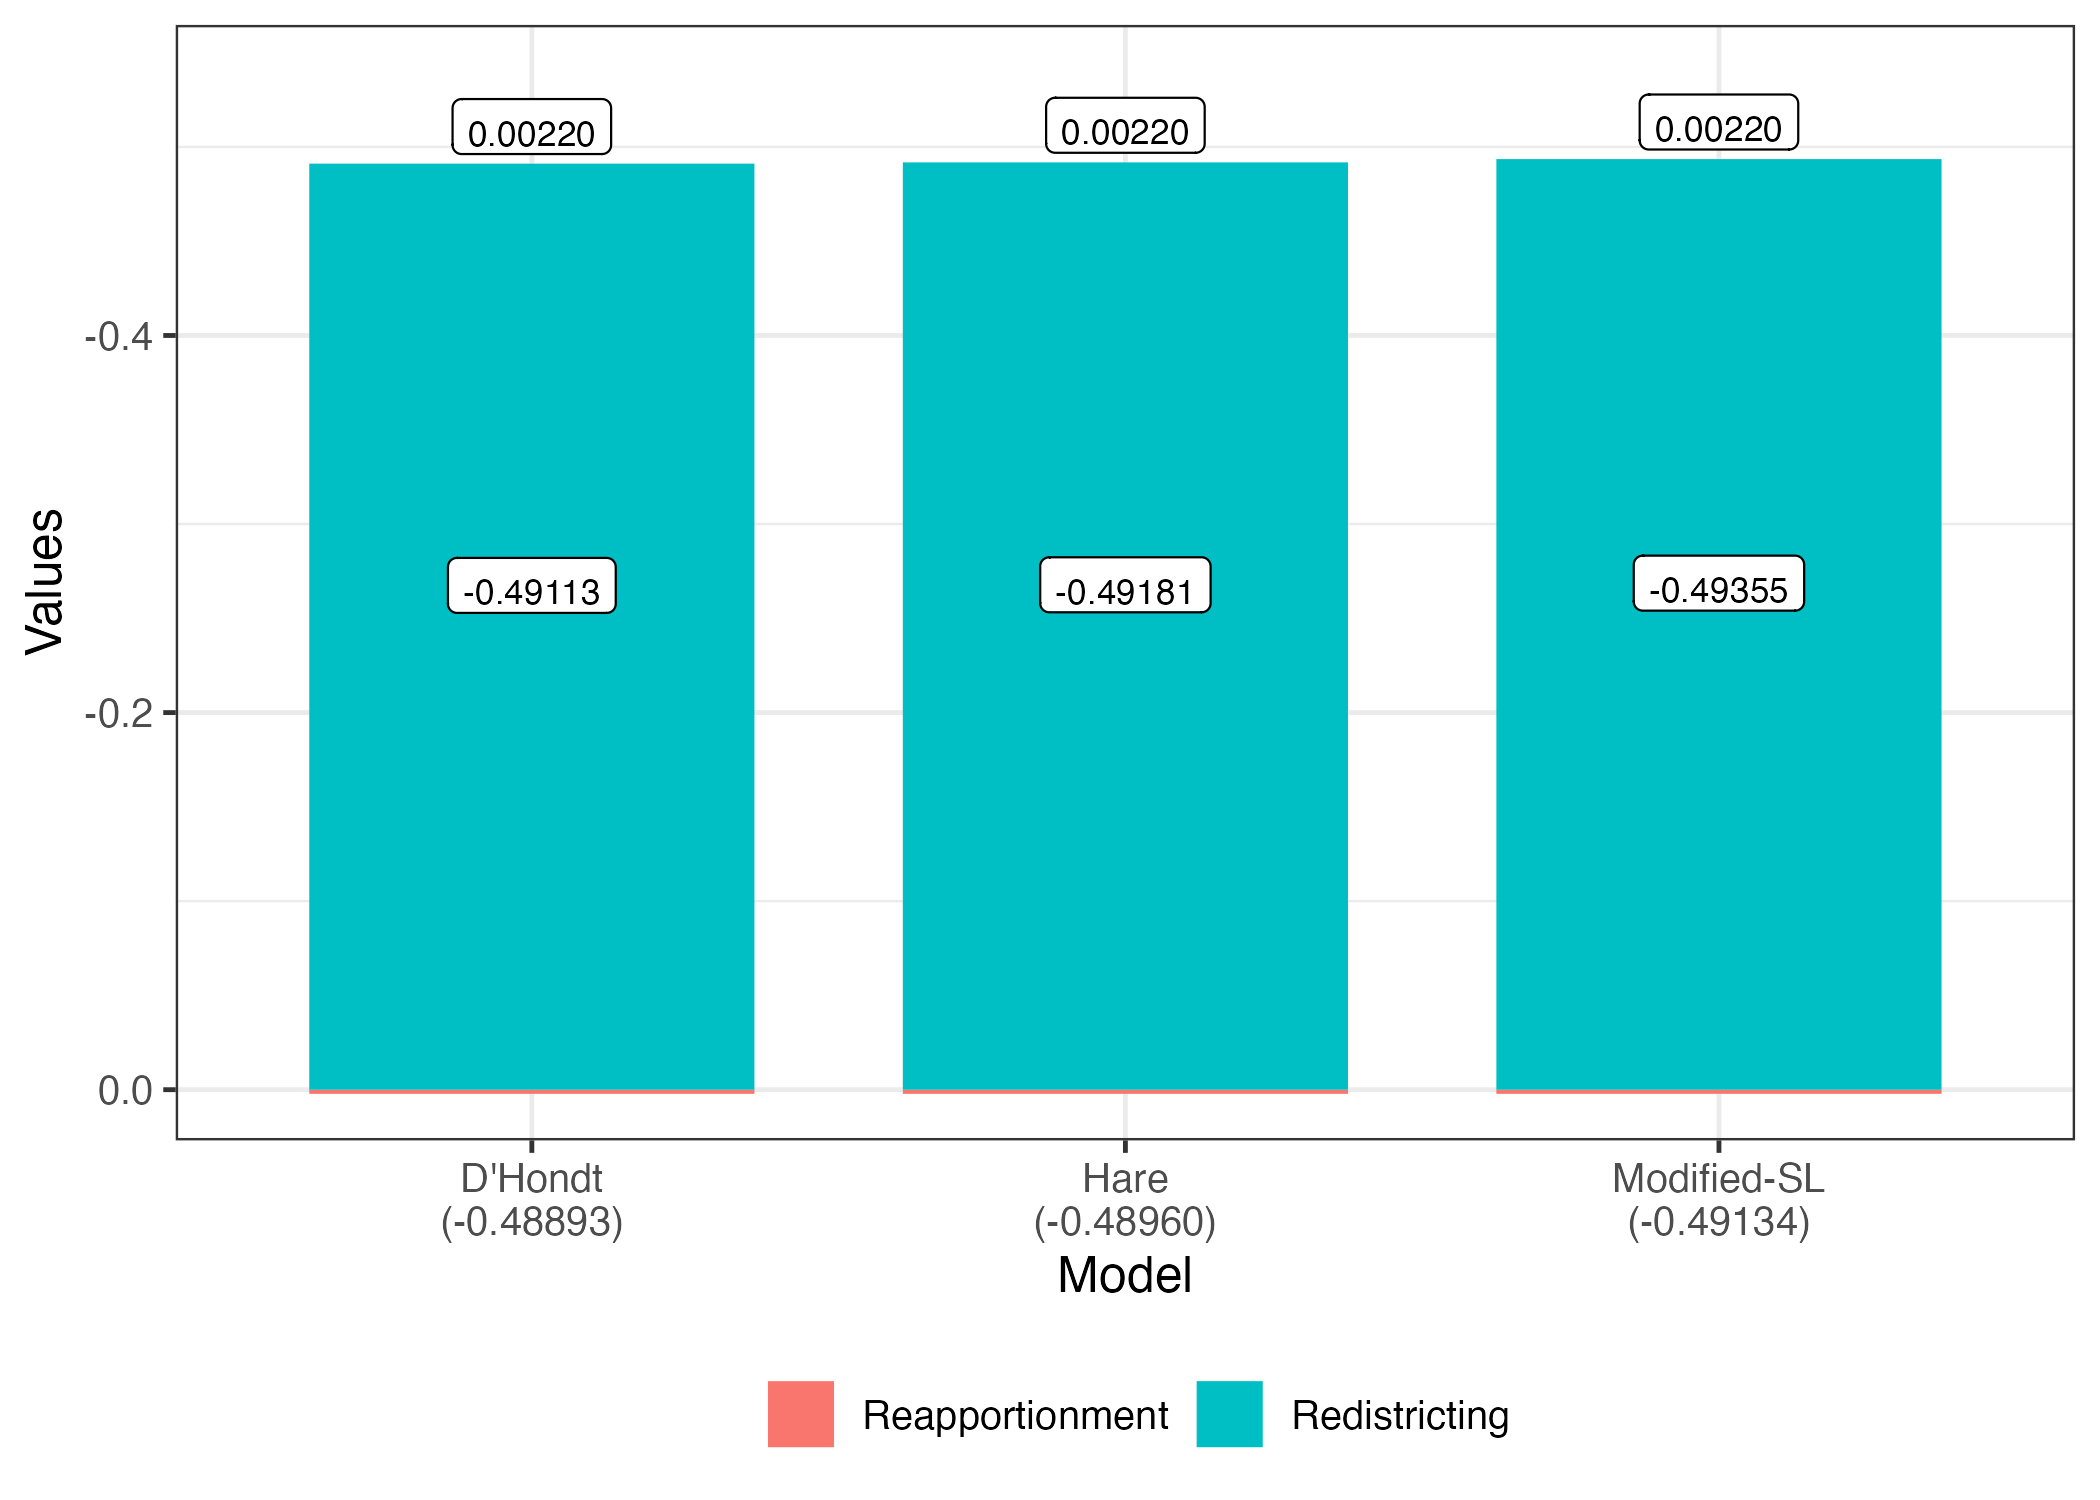 0.00220
0.00220
0.00220
-0.4
-0.49113
-0.49181
-0.49355
Values
-0.2
0.0
D'Hondt
(-0.48893)
Hare
(-0.48960)
Modified-SL
(-0.49134)
Model
Reapportionment
Redistricting